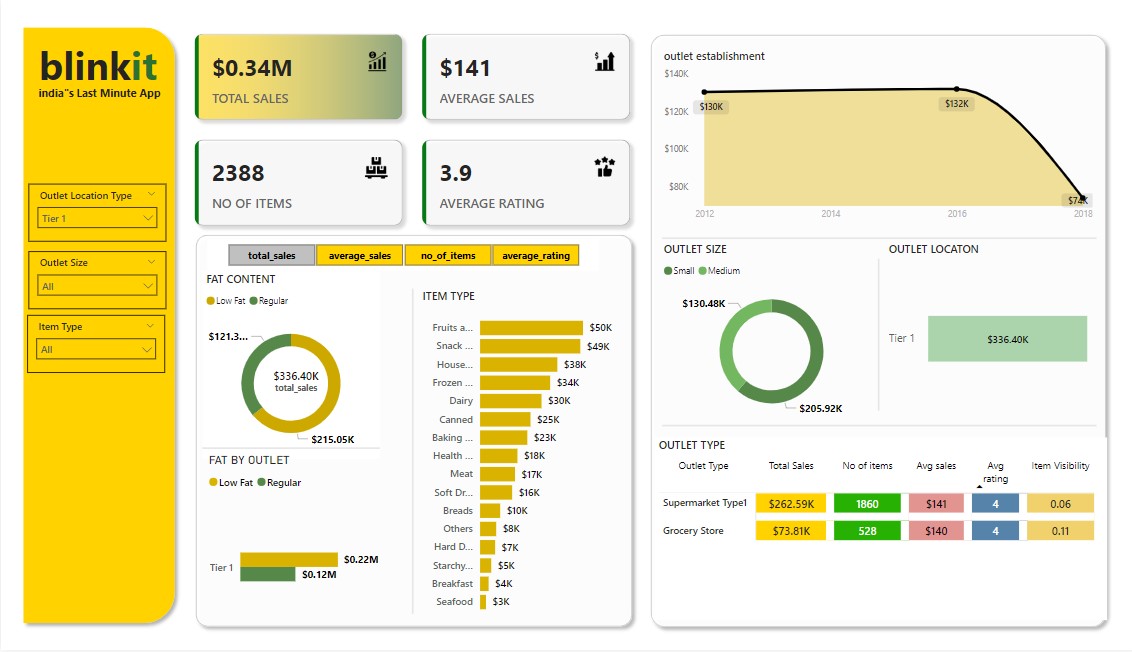 blinkit
india"s Last Minute App
Outlet Location Type
Tier 1
Outlet Size
All
Item Type
All
$0.34M
TOTAL SALES
$141
AVERAGE SALES
2388
NO OF ITEMS
3.9
AVERAGE RATING
total_sales average_sales no_of_items average_rating
FAT CONTENT
Low Fat Regular
$121.3...
$336.40K
total_sales
$215.05K
FAT BY OUTLET
Low Fat Regular
Tier 1
$0.22M
$0.12M
ITEM TYPE
Fruits a... $50K
Snack ... $49K
House... $38K
Frozen ... $34K
Dairy $30K
Canned $25K
Baking ... $23K
Health ... $18K
Meat $17K
Soft Dr... $16K
Breads $10K
Others $8K
Hard D... $7K
Starchy... $5K
Breakfast $4K
Seafood $3K
outlet establishment
$140K
$120K
$100K
$80K
$130K
$132K
$74K
2012 2014 2016 2018
OUTLET SIZE
Small Medium
$130.48K
$205.92K
OUTLET LOCATON
Tier 1 $336.40K
OUTLET TYPE
Outlet Type Total Sales No of items Avg sales Avg rating Item Visibility
Supermarket Type1 $262.59K 1860 $141 4 0.06
Grocery Store $73.81K 528 $140 4 0.11